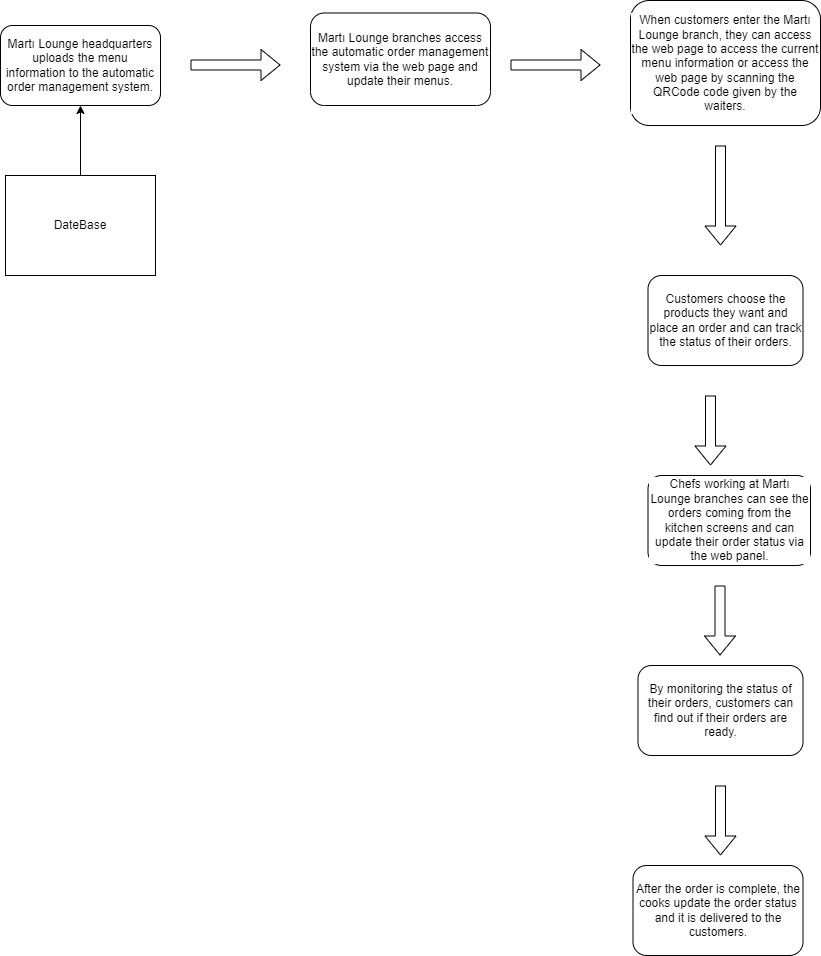 Martı Lounge headquarters
uploads the menu
information to the automatic
order management system.
Martı Lounge branches access
the automatic order management
system via the web page and
update their menus.
When customers enter the Martı
Lounge branch, they can access
the web page to access the current
menu information or access the
web page by scanning the
QRCode code given by the
waiters.
DateBase
Customers choose the
products they want and
place an order and can track
the status of their orders.
Chefs working at Martı
Lounge branches can see the
orders coming from the
kitchen screens and can
update their order status via
the web panel.
By monitoring the status of
their orders, customers can
find out if their orders are
ready.
After the order is complete, the
cooks update the order status
and it is delivered to the
customers.